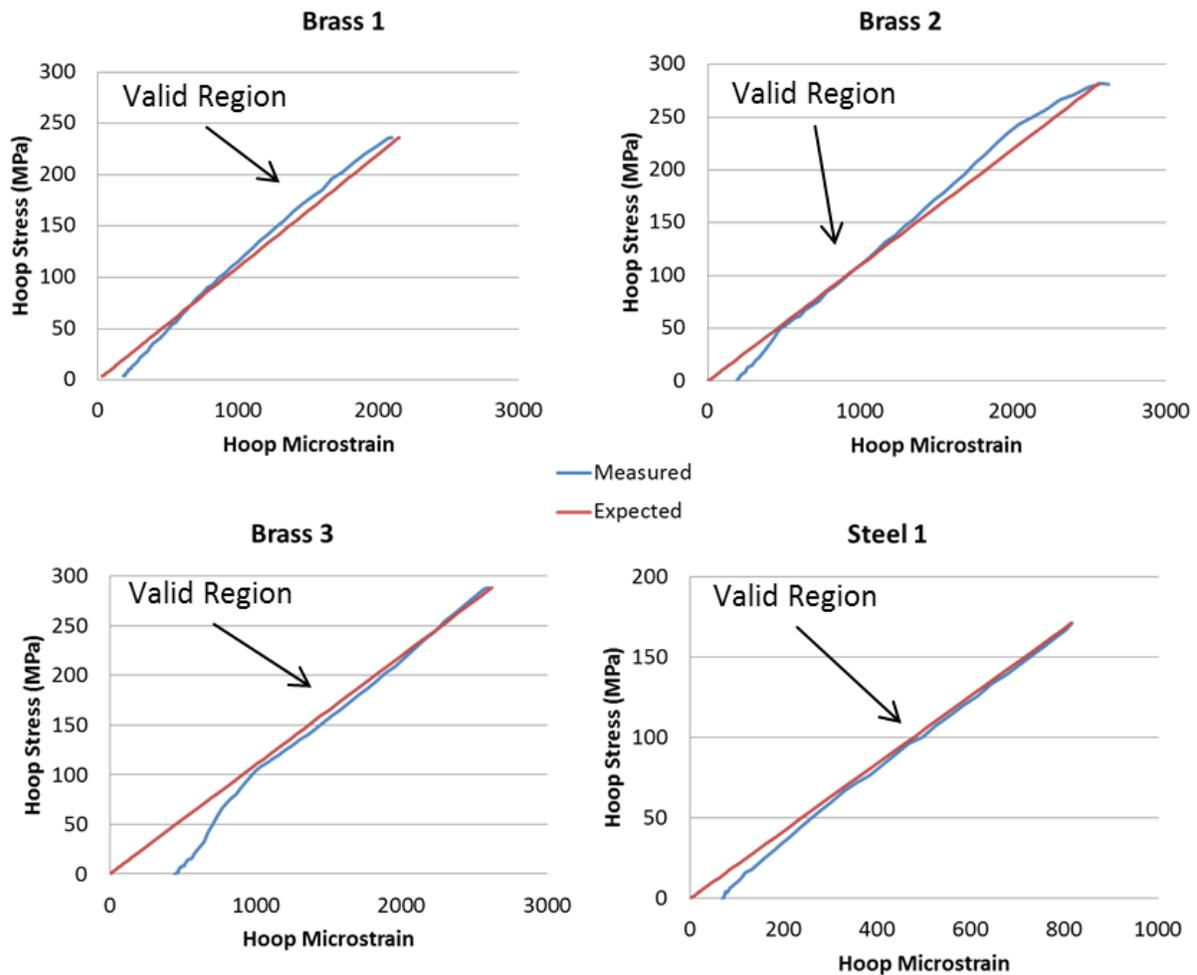 Brass 1
Valid Region
Hoop Stress (MPa)
300
250
200
150
100
50
0
0 1000 2000 3000
Hoop Microstrain
Brass 2
Valid Region
Hoop Stress (MPa)
300
250
200
150
100
50
0
0 1000 2000 3000
Hoop Microstrain
Measured
Expected
Brass 3
Valid Region
Hoop Stress (MPa)
300
250
200
150
100
50
0
0 1000 2000 3000
Hoop Microstrain
Steel 1
Valid Region
Hoop Stress (MPa)
200
150
100
50
0
0 200 400 600 800 1000
Hoop Microstrain